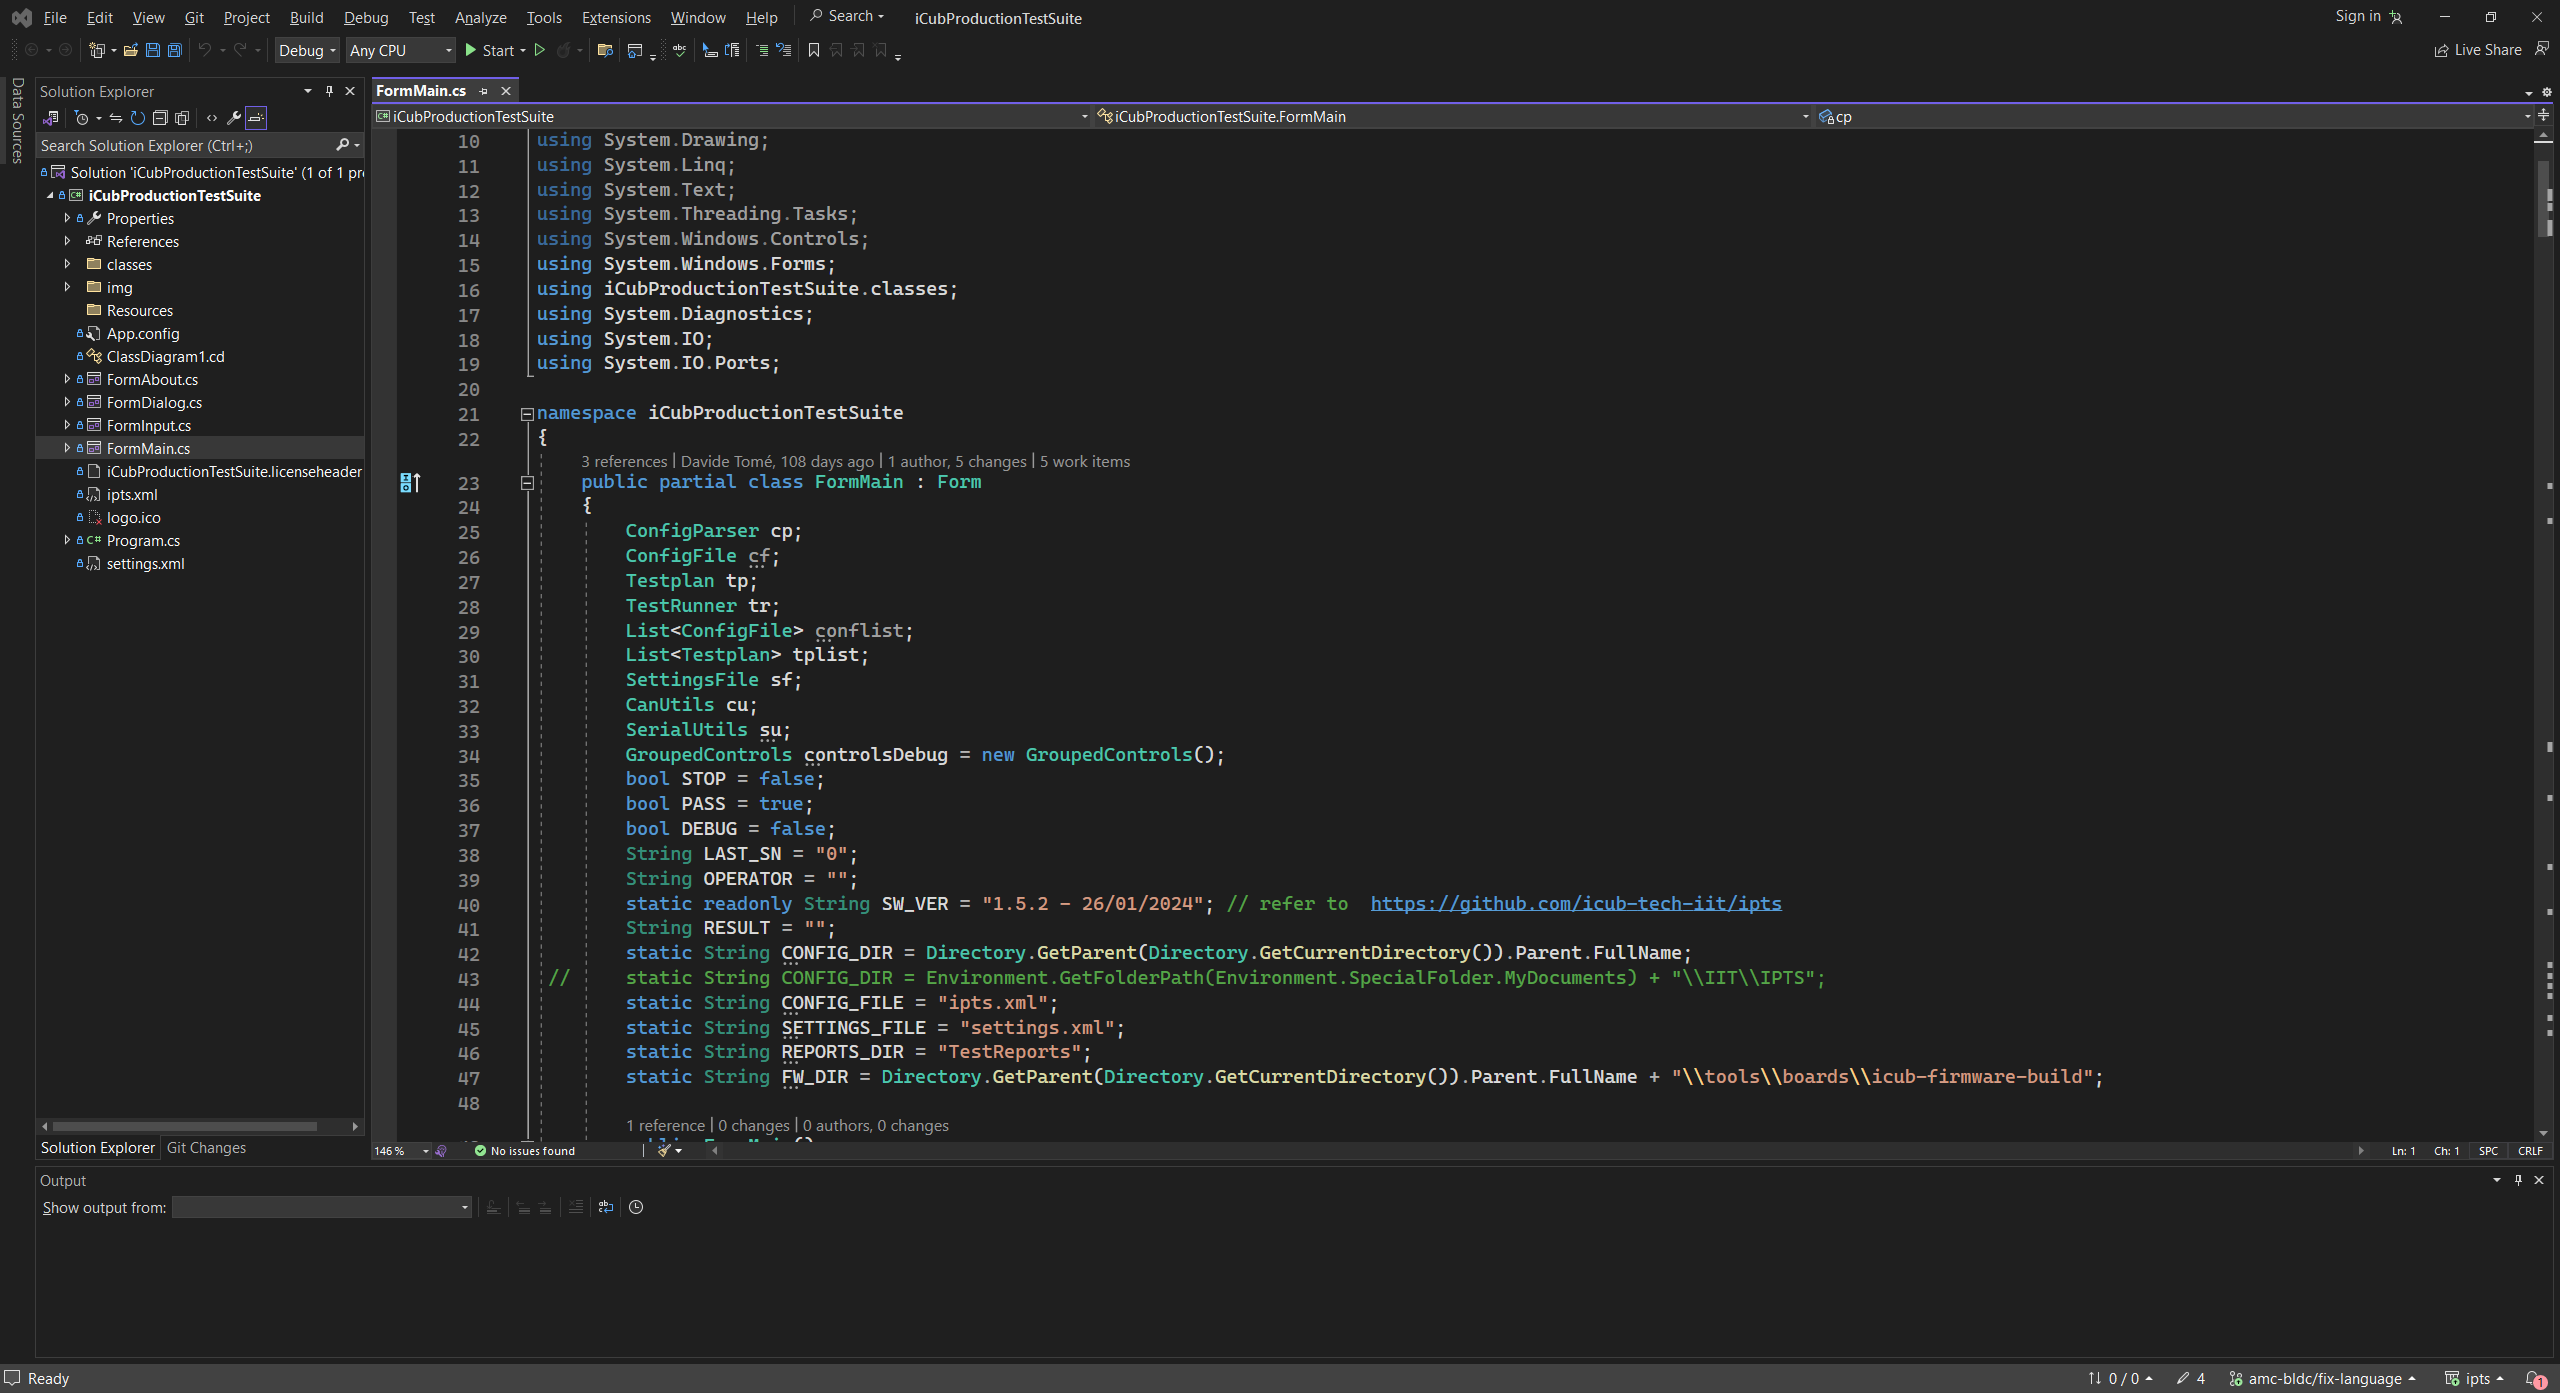 File Edit View Git Project Build Debug Test Analyze Tools Extensions Window Help Search iCubProductionTestSuite Sign in
Debug Any CPU Start Live Share
Data Sources
Solution Explorer
Search Solution Explorer (Ctrl+;)
Solution 'iCubProductionTestSuite' (1 of 1 pr
iCubProductionTestSuite
Properties
References
classes
img
Resources
App.config
ClassDiagram1.cd
FormAbout.cs
FormDialog.cs
FormInput.cs
FormMain.cs
iCubProductionTestSuite.licenseheader
ipts.xml
logo.ico
Program.cs
settings.xml
Solution Explorer Git Changes
FormMain.cs
iCubProductionTestSuite iCubProductionTestSuite.FormMain cp
10 using System.Drawing;
11 using System.Linq;
12 using System.Text;
13 using System.Threading.Tasks;
14 using System.Windows.Controls;
15 using System.Windows.Forms;
16 using iCubProductionTestSuite.classes;
17 using System.Diagnostics;
18 using System.IO;
19 using System.IO.Ports;
20
21 namespace iCubProductionTestSuite
22 {
3 references | Davide Tomé, 108 days ago | 1 author, 5 changes | 5 work items
23 public partial class FormMain : Form
24 {
25 ConfigParser cp;
26 ConfigFile cf;
27 Testplan tp;
28 TestRunner tr;
29 List<ConfigFile> conflist;
30 List<Testplan> tplist;
31 SettingsFile sf;
32 CanUtils cu;
33 SerialUtils su;
34 GroupedControls controlsDebug = new GroupedControls();
35 bool STOP = false;
36 bool PASS = true;
37 bool DEBUG = false;
38 String LAST_SN = "0";
39 String OPERATOR = "";
40 static readonly String SW_VER = "1.5.2 - 26/01/2024"; // refer to https://github.com/icub-tech-iit/ipts
41 String RESULT = "";
42 static String CONFIG_DIR = Directory.GetParent(Directory.GetCurrentDirectory()).Parent.FullName;
43 // static String CONFIG_DIR = Environment.GetFolderPath(Environment.SpecialFolder.MyDocuments) + "\\IIT\\IPTS";
44 static String CONFIG_FILE = "ipts.xml";
45 static String SETTINGS_FILE = "settings.xml";
46 static String REPORTS_DIR = "TestReports";
47 static String FW_DIR = Directory.GetParent(Directory.GetCurrentDirectory()).Parent.FullName + "\\tools\\boards\\icub-firmware-build";
48
1 reference | 0 changes | 0 authors, 0 changes
146 % No issues found Ln: 1 Ch: 1 SPC CRLF
Output
Show output from:
Ready 0 / 0 4 amc-bldc/fix-language ipts 1